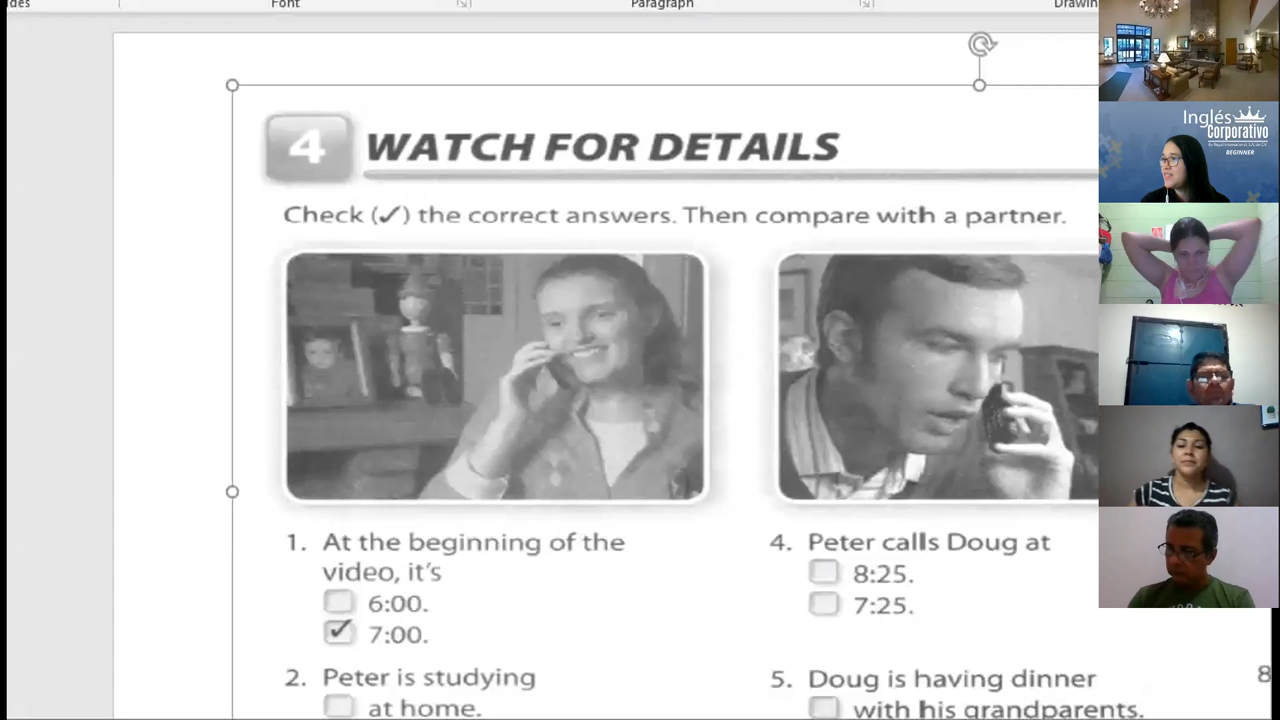 Font
Paragraph
4 WATCH FOR DETAILS
Check (✓) the correct answers. Then compare with a partner.
1. At the beginning of the
video, it's
6:00.
✓ 7:00.
2. Peter is studying
at home.
4. Peter calls Doug at
8:25.
7:25.
5. Doug is having dinner
with his grandparents.
8
Inglés
Corporativo
BEGINNER